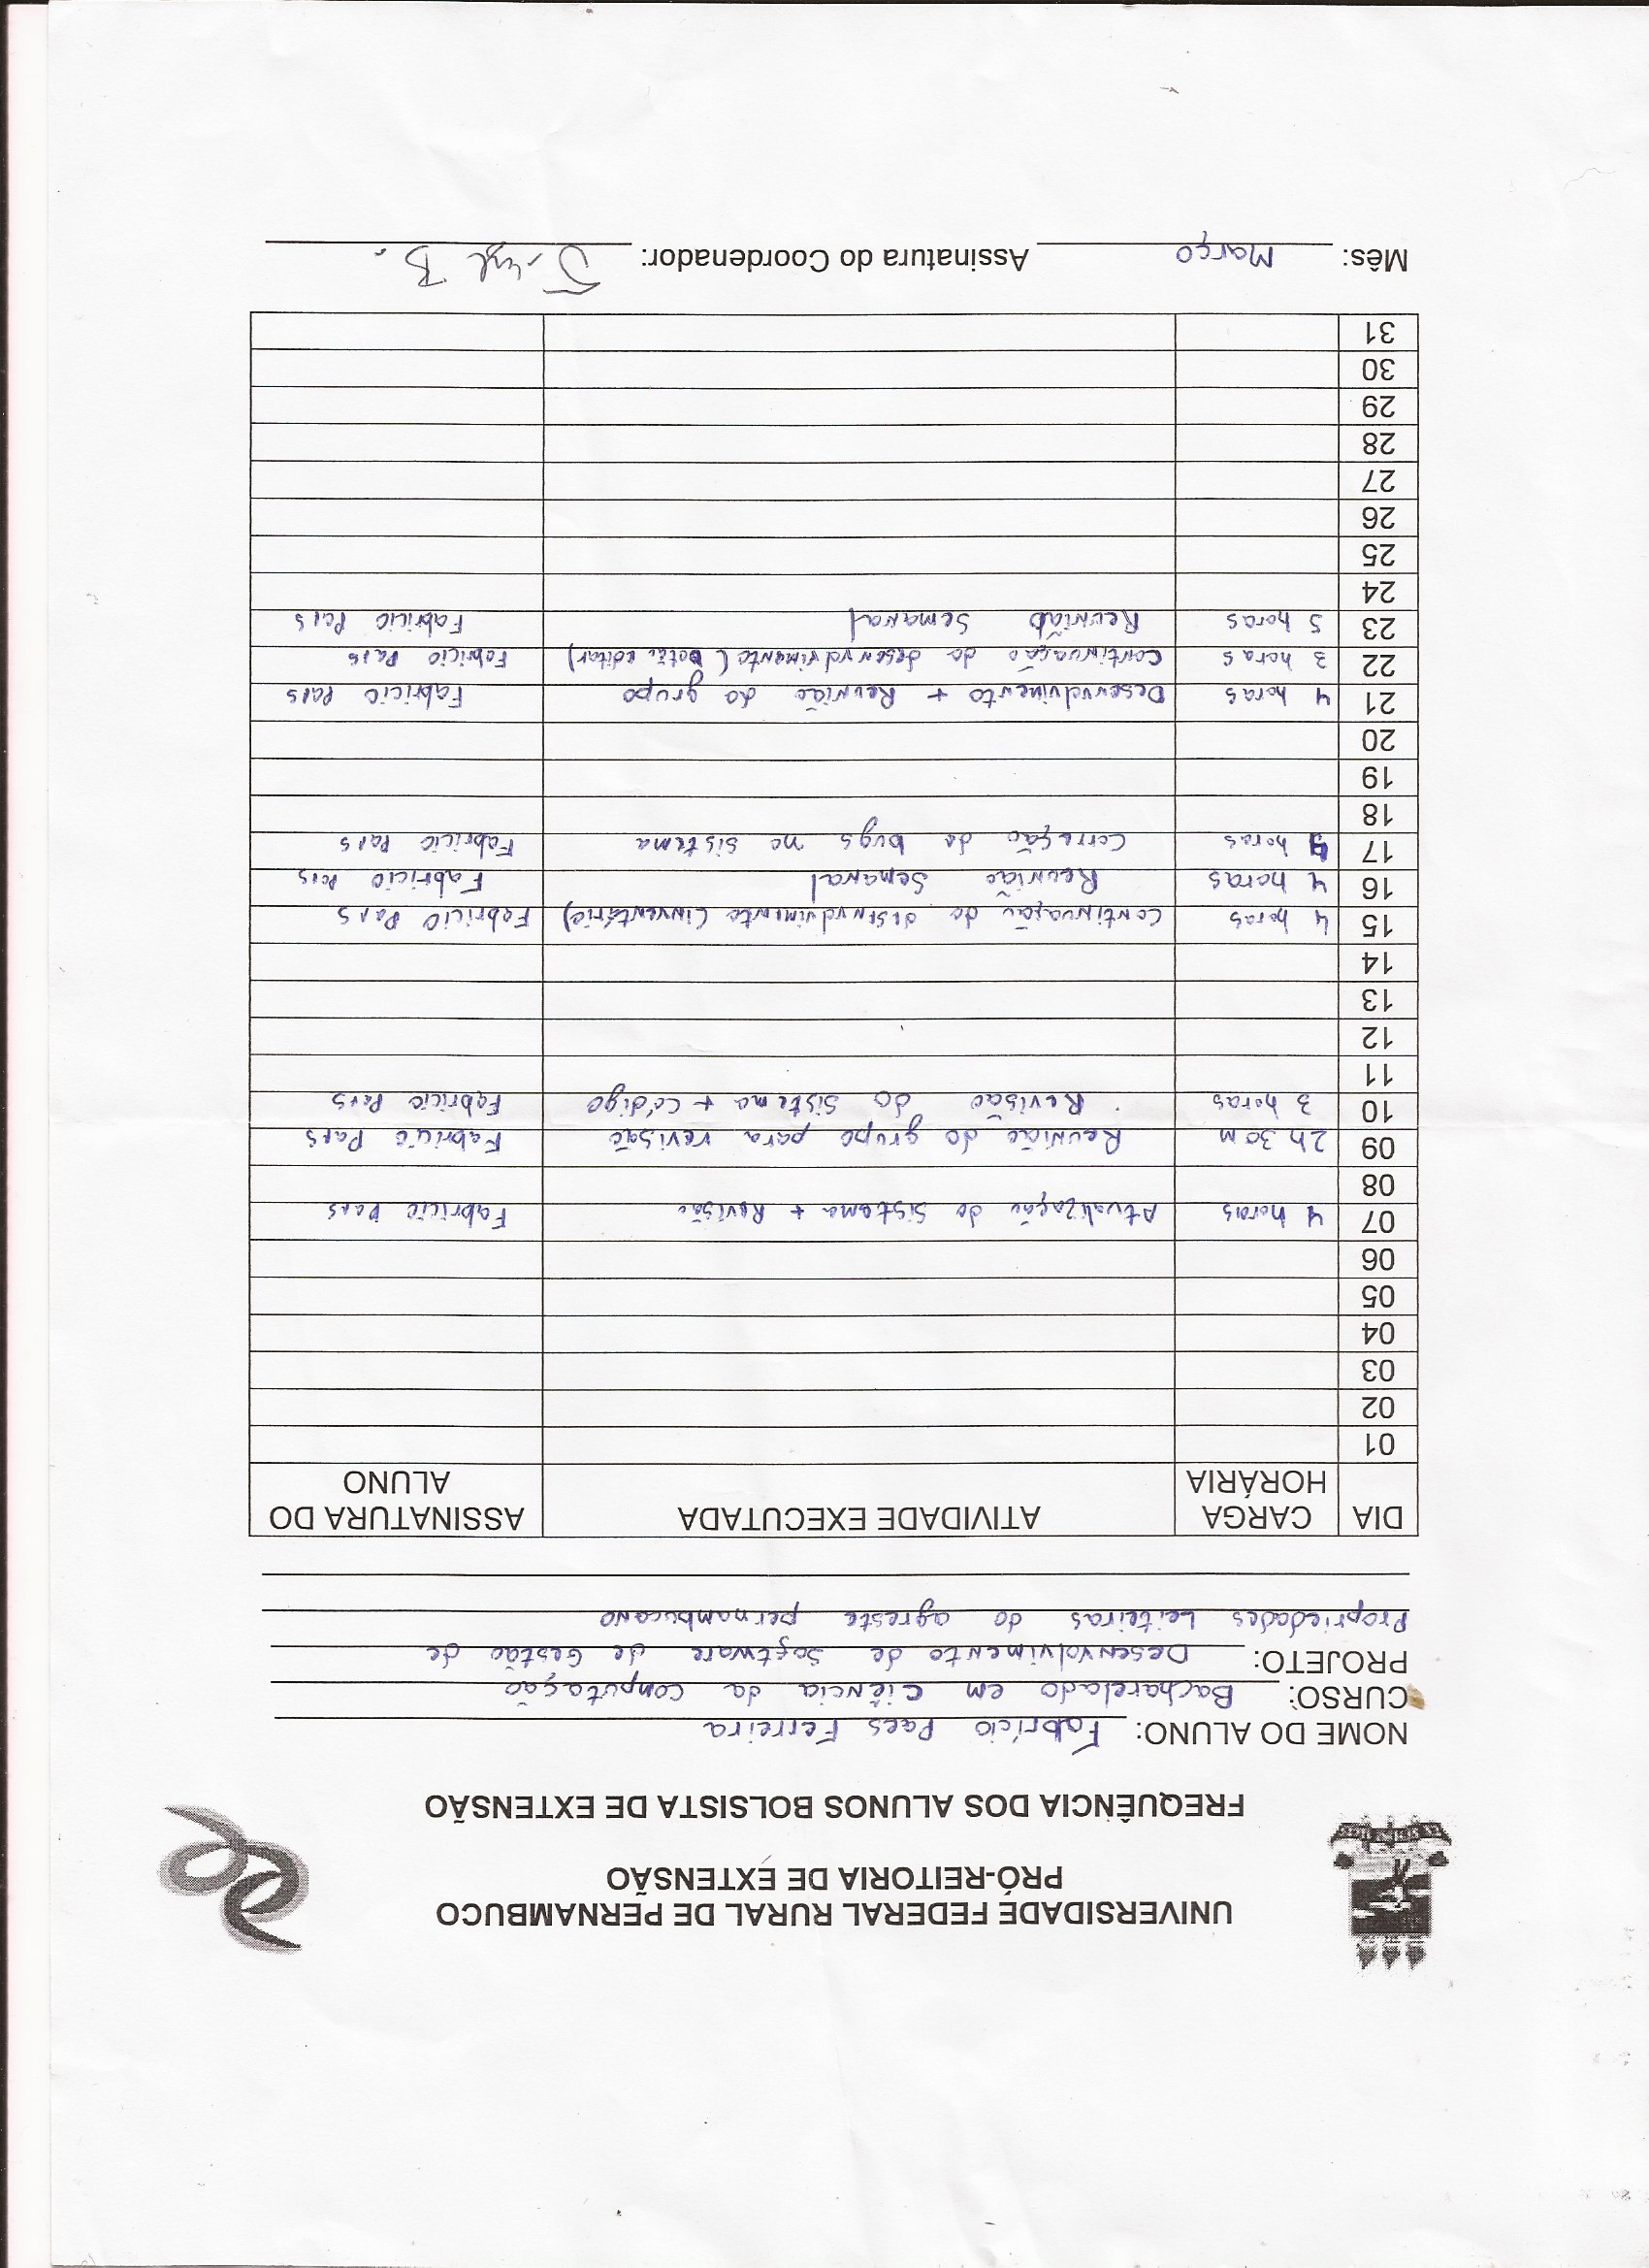 UNIVERSIDADE FEDERAL RURAL DE PERNAMBUCO
PRÓ-REITORIA DE EXTENSÃO
FREQUÊNCIA DOS ALUNOS BOLSISTA DE EXTENSÃO
NOME DO ALUNO: Fabrício Paes Ferreira
CURSO: Bacharelado em Ciência da Computação
PROJETO: Desenvolvimento de Software de Gestão de
Propriedades Leiteiras do agreste pernambucano
DIA CARGA HORÁRIA ATIVIDADE EXECUTADA ASSINATURA DO ALUNO
01
02
03
04
05
06
07 4 horas Atualização do Sistema + Revisão Fabricio Paes
08
09 2h 30m Reunião do grupo para revisão Fabricio Paes
10 3 horas Revisão do Sistema + Código Fabricio Paes
11
12
13
14
15 4 horas Continuação do desenvolvimento (inventário) Fabricio Paes
16 4 horas Reunião Semanal Fabricio Paes
17 horas Correção de bugs no sistema Fabricio Paes
18
19
20
21 4 horas Desenvolvimento + Reunião do grupo Fabricio Paes
22 3 horas Continuação do desenvolvimento (botão editar) Fabricio Paes
23 5 horas Reunião Semanal Fabricio Paes
24
25
26
27
28
29
30
31
Mês: Março Assinatura do Coordenador: B.